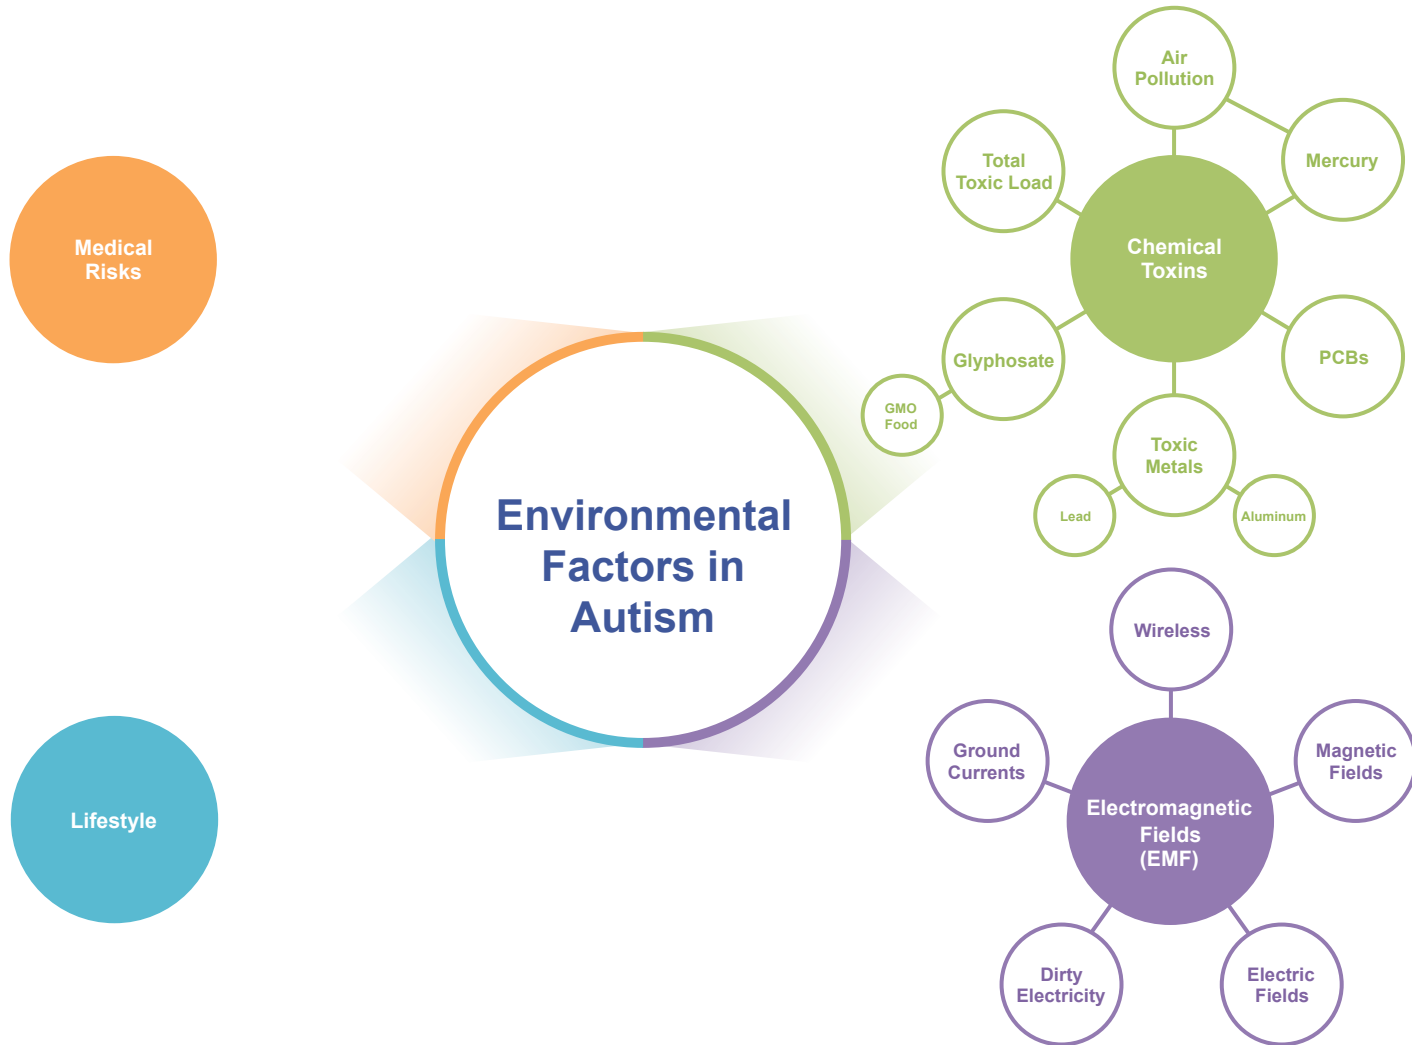 Environmental
Factors in
Autism
Medical
Risks
Lifestyle
Chemical
Toxins
Air
Pollution
Mercury
Total
Toxic Load
Glyphosate
GMO
Food
PCBs
Toxic
Metals
Lead
Aluminum
Electromagnetic
Fields
(EMF)
Wireless
Ground
Currents
Magnetic
Fields
Dirty
Electricity
Electric
Fields